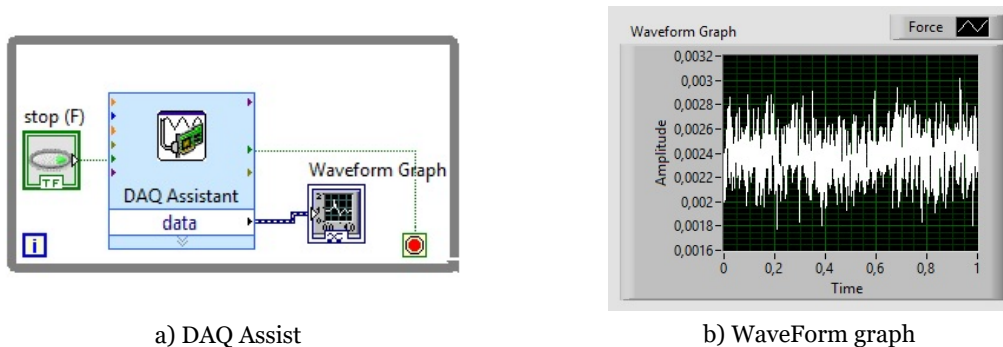 stop (F)
TF
DAQ Assistant
data
Waveform Graph
i
a) DAQ Assist
Waveform Graph
Force
Amplitude
0,0032
0,003
0,0028
0,0026
0,0024
0,0022
0,002
0,0018
0,0016
0
0,2
0,4
0,6
0,8
1
Time
b) WaveForm graph